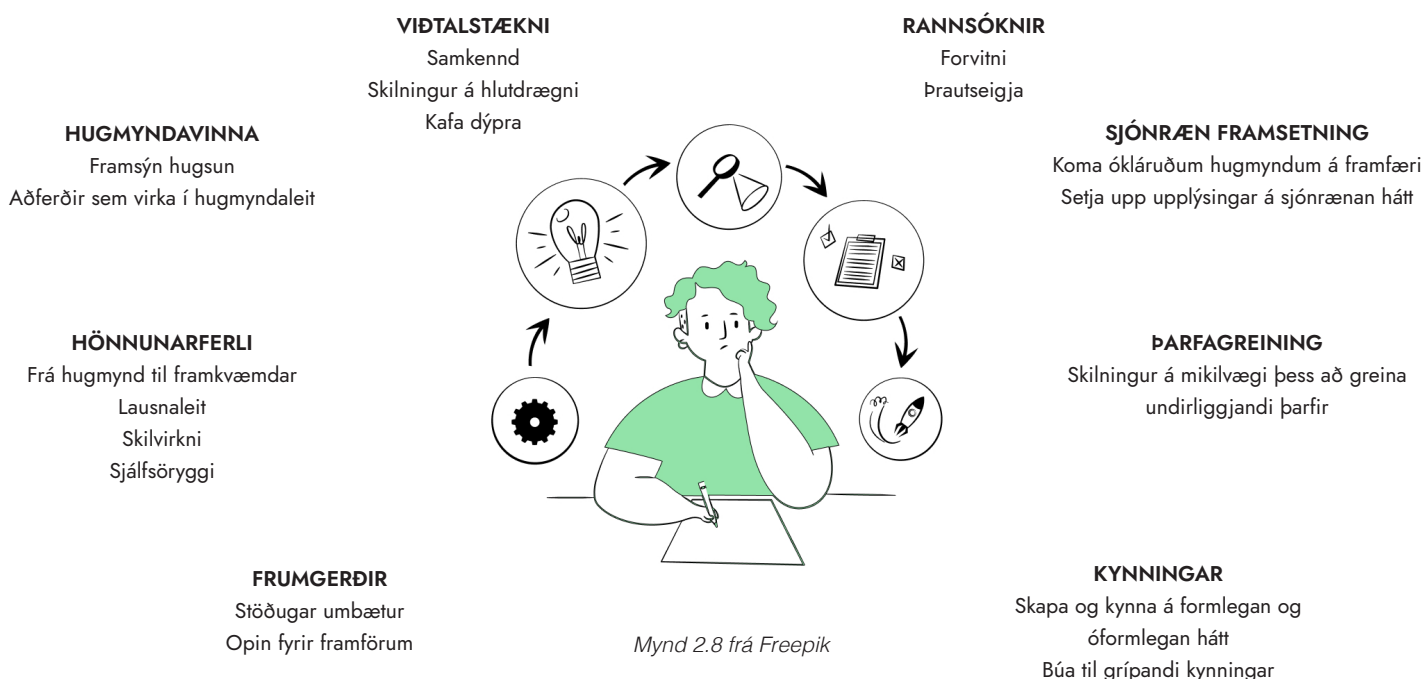 VIÐTALSTÆKNI
Samkennd
Skilningur á hlutdrægni
Kafa dýpra
RANNSÓKNIR
Forvitni
Þrautseigja
HUGMYNDAVINNA
Framsýn hugsun
Aðferðir sem virka í hugmyndaleit
SJÓNRÆN FRAMSETNING
Koma ókláruðum hugmyndum á framfæri
Setja upp upplýsingar á sjónrænan hátt
HÖNNUNARFERLI
Frá hugmynd til framkvæmdar
Lausnaleit
Skilvirkni
Sjálfsöryggi
ÞARFAGREINING
Skilningur á mikilvægi þess að greina
undirliggjandi þarfir
FRUMGERÐIR
Stöðugar umbætur
Opin fyrir framförum
Mynd 2.8 frá Freepik
KYNNINGAR
Skapa og kynna á formlegan og
óformlegan hátt
Búa til grípandi kynningar